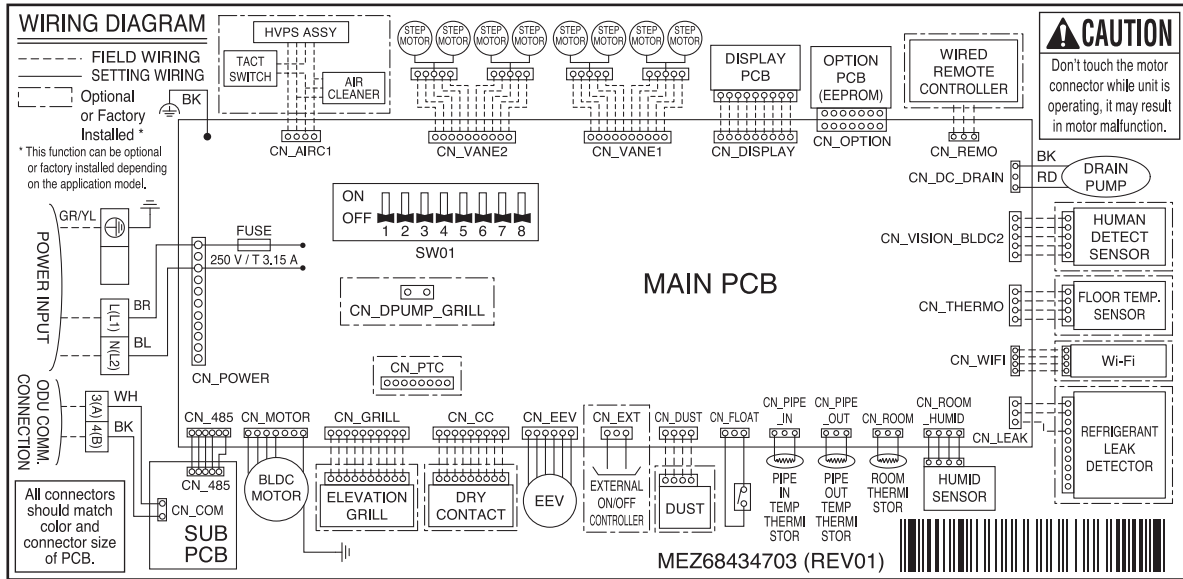 WIRING DIAGRAM
FIELD WIRING
SETTING WIRING
Optional
or Factory
Installed *
* This function can be optional
or factory installed depending
on the application model.
BK
HVPS ASSY
TACT
SWITCH
AIR
CLEANER
CN_AIRC1
STEP
MOTOR
STEP
MOTOR
STEP
MOTOR
STEP
MOTOR
CN_VANE2
STEP
MOTOR
STEP
MOTOR
STEP
MOTOR
STEP
MOTOR
CN_VANE1
DISPLAY
PCB
CN_DISPLAY
OPTION
PCB
(EEPROM)
CN_OPTION
WIRED
REMOTE
CONTROLLER
CN_REMO
CAUTION
Don't touch the motor
connector while unit is
operating, it may result
in motor malfunction.
CN_DC_DRAIN
BK
RD
DRAIN
PUMP
CN_VISION_BLDC2
HUMAN
DETECT
SENSOR
CN_THERMO
FLOOR TEMP.
SENSOR
CN_WIFI
Wi-Fi
CN_LEAK
REFRIGERANT
LEAK
DETECTOR
ON
OFF
1 2 3 4 5 6 7 8
SW01
MAIN PCB
CN_DPUMP_GRILL
CN_PTC
GR/YL
POWER INPUT
L(L1)
N(L2)
BR
BL
FUSE
250 V / T 3.15 A
CN_POWER
ODU COMM.
CONNECTION
3(A)
4(B)
WH
BK
CN_485
CN_485
CN_COM
SUB
PCB
All connectors
should match
color and
connector size
of PCB.
CN_MOTOR
BLDC
MOTOR
CN_GRILL
ELEVATION
GRILL
CN_CC
DRY
CONTACT
CN_EEV
EEV
CN_EXT
EXTERNAL
ON/OFF
CONTROLLER
CN_DUST
DUST
CN_FLOAT
CN_PIPE
_IN
PIPE
IN
TEMP
THERMI
STOR
CN_PIPE
_OUT
PIPE
OUT
TEMP
THERMI
STOR
CN_ROOM
ROOM
THERMI
STOR
CN_ROOM
_HUMID
HUMID
SENSOR
MEZ68434703 (REV01)